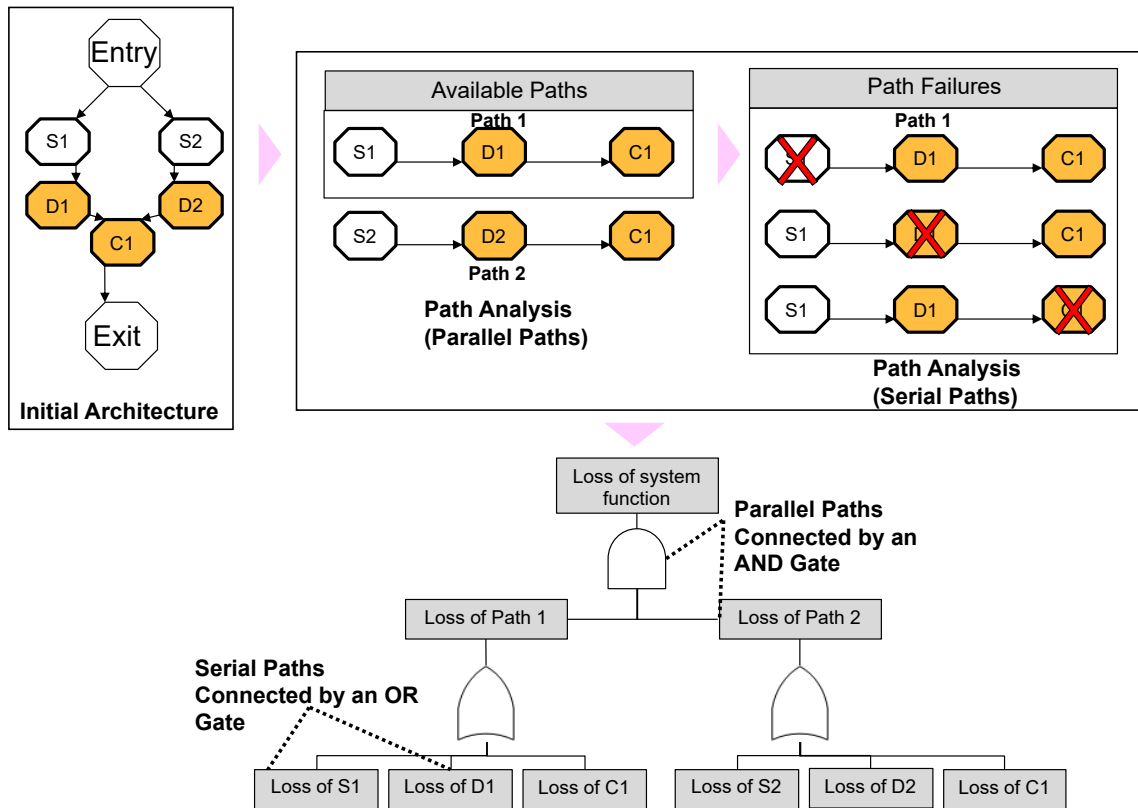 Entry
S1
S2
D1
D2
C1
Exit
Initial Architecture
Available Paths
Path 1
S1
D1
C1
S2
D2
C1
Path 2
Path Analysis
(Parallel Paths)
Path Failures
Path 1
D1
C1
S1
C1
S1
D1
Path Analysis
(Serial Paths)
Loss of system
function
Parallel Paths
Connected by an
AND Gate
Loss of Path 1
Loss of Path 2
Serial Paths
Connected by an OR
Gate
Loss of S1
Loss of D1
Loss of C1
Loss of S2
Loss of D2
Loss of C1